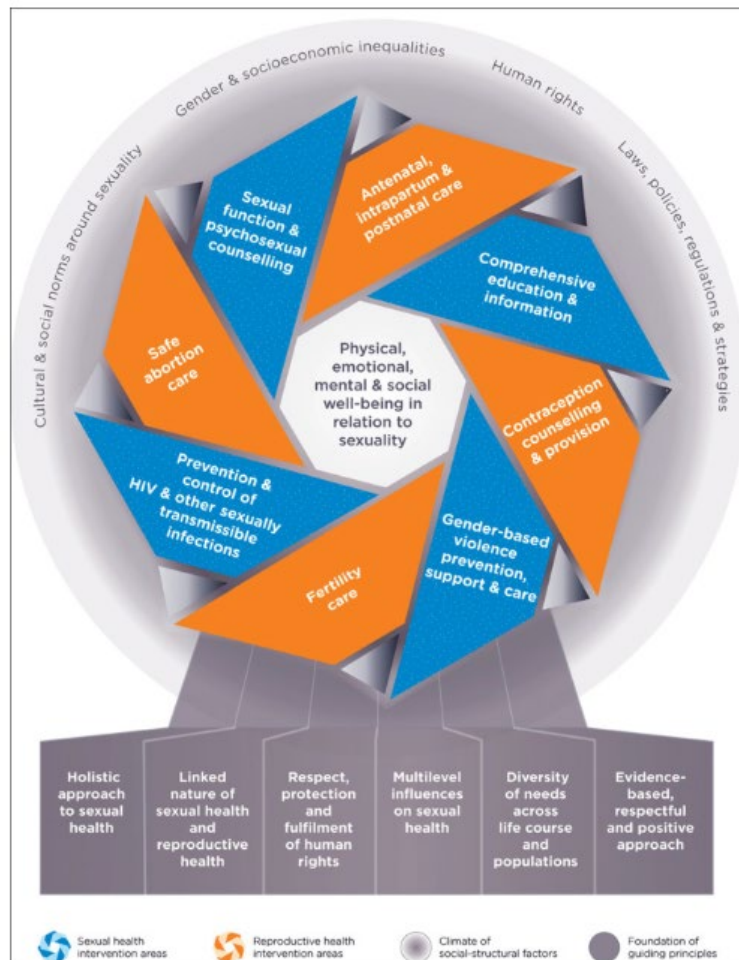 Cultural & social norms around sexuality
Gender & socioeconomic inequalities
Human rights
Laws, policies, regulations & strategies
Sexual
function &
psychosexual
counselling
Antenatal,
intrapartum &
postnatal care
Comprehensive
education &
information
Safe
abortion
care
Physical,
emotional,
mental & social
well-being in
relation to
sexuality
Contraception
counselling
& provision
Prevention &
control of
HIV & other sexually
transmissible
infections
Fertility
care
Gender-based
violence
prevention,
support & care
Holistic
approach
to sexual
health
Linked
nature of
sexual health
and
reproductive
health
Respect,
protection
and
fulfilment
of human
rights
Multilevel
influences
on sexual
health
Diversity
of needs
across
life course
and
populations
Evidence-
based,
respectful
and positive
approach
Sexual health
intervention areas
Reproductive health
intervention areas
Climate of
social-structural factors
Foundation of
guiding principles